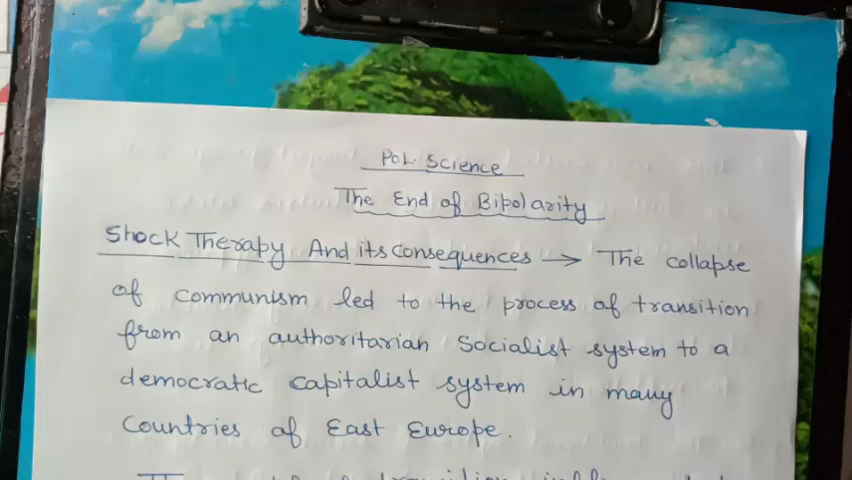 Pol. Science
The End of Bipolarity
Shock Therapy And its consequences → The collapse
of communism led to the process of transition
from an authoritarian Socialist system to a
democratic capitalist system in many
Countries of East Europe.